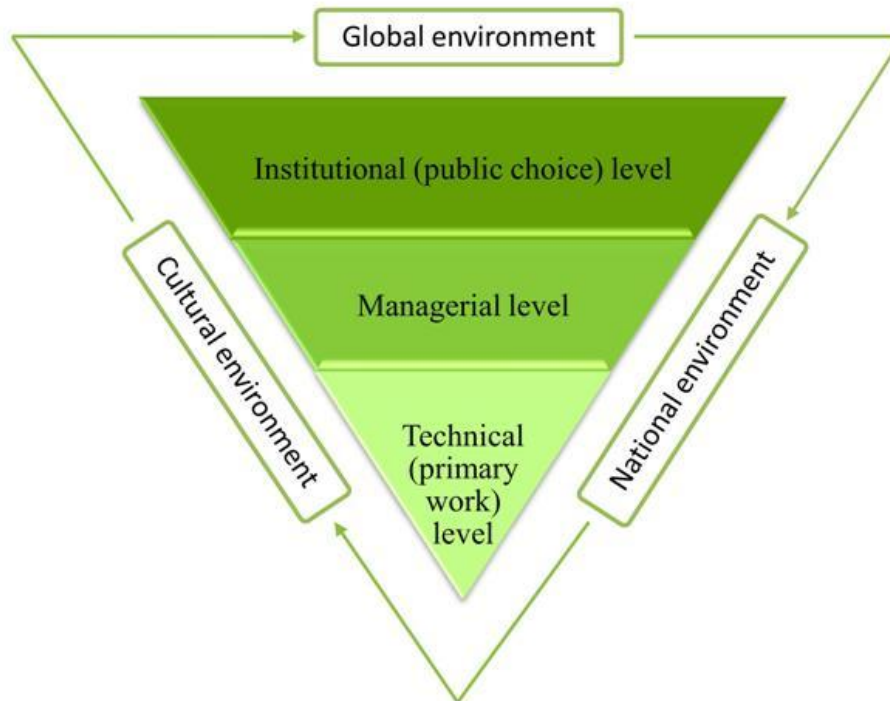 Global environment
Institutional (public choice) level
Managerial level
Cultural environment
National environment
Technical
(primary
work)
level